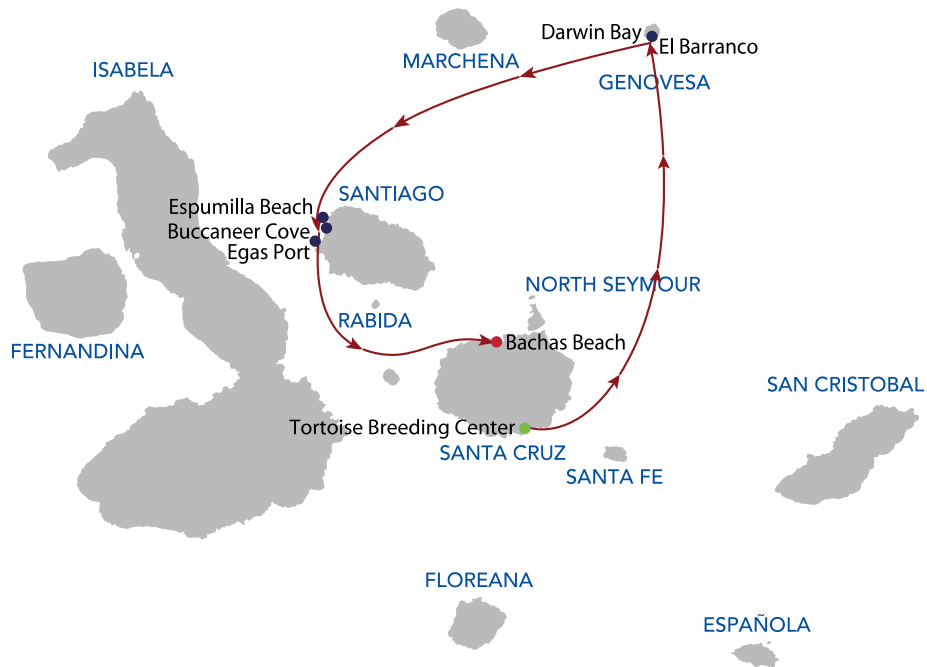 Darwin Bay
El Barranco
MARCHENA
ISABELA
GENOVESA
SANTIAGO
Espumilla Beach
Buccaneer Cove
Egas Port
NORTH SEYMOUR
RABIDA
Bachas Beach
FERNANDINA
SAN CRISTOBAL
Tortoise Breeding Center
SANTA CRUZ
SANTA FE
FLOREANA
ESPAÑOLA